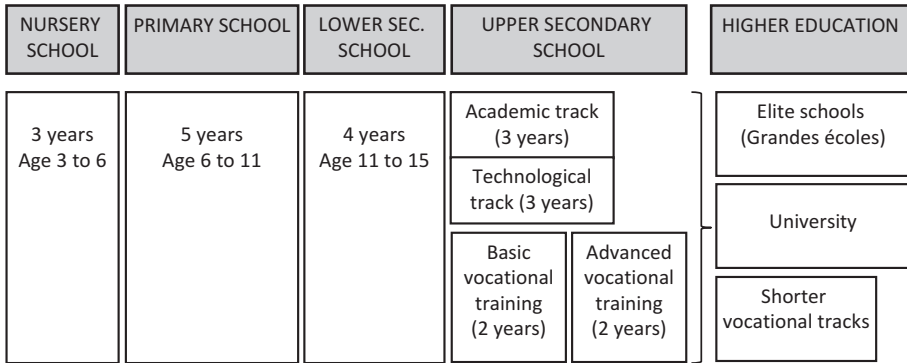 NURSERY
SCHOOL
PRIMARY SCHOOL
LOWER SEC.
SCHOOL
UPPER SECONDARY
SCHOOL
HIGHER EDUCATION
3 years
Age 3 to 6
5 years
Age 6 to 11
4 years
Age 11 to 15
Academic track
(3 years)
Technological
track (3 years)
Basic
vocational
training
(2 years)
Advanced
vocational
training
(2 years)
Elite schools
(Grandes écoles)
University
Shorter
vocational tracks